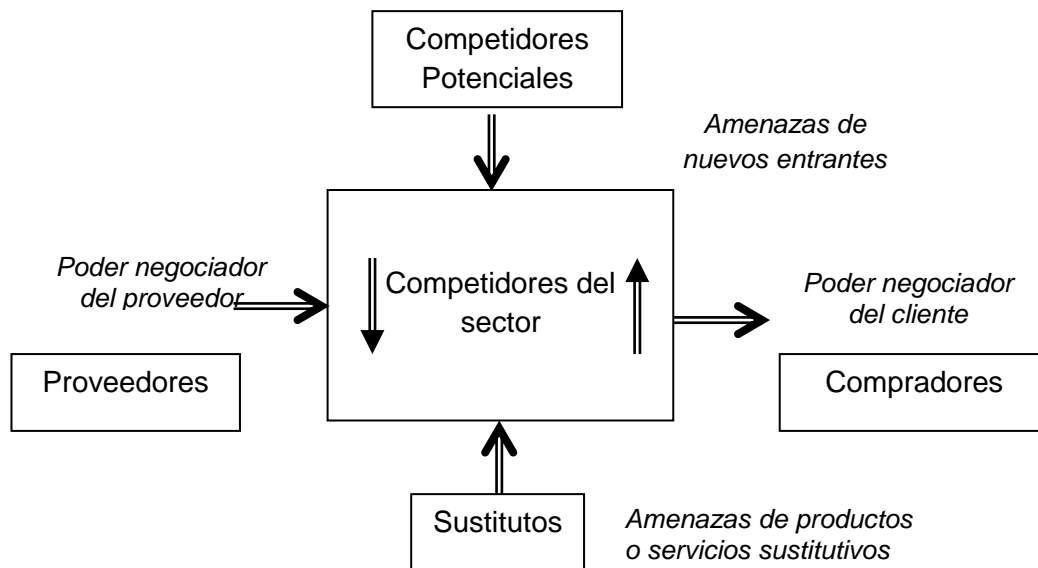 Competidores
Potenciales
Amenazas de
nuevos entrantes
Poder negociador
del proveedor
Competidores del
sector
Poder negociador
del cliente
Proveedores
Compradores
Sustitutos
Amenazas de productos
o servicios sustitutivos